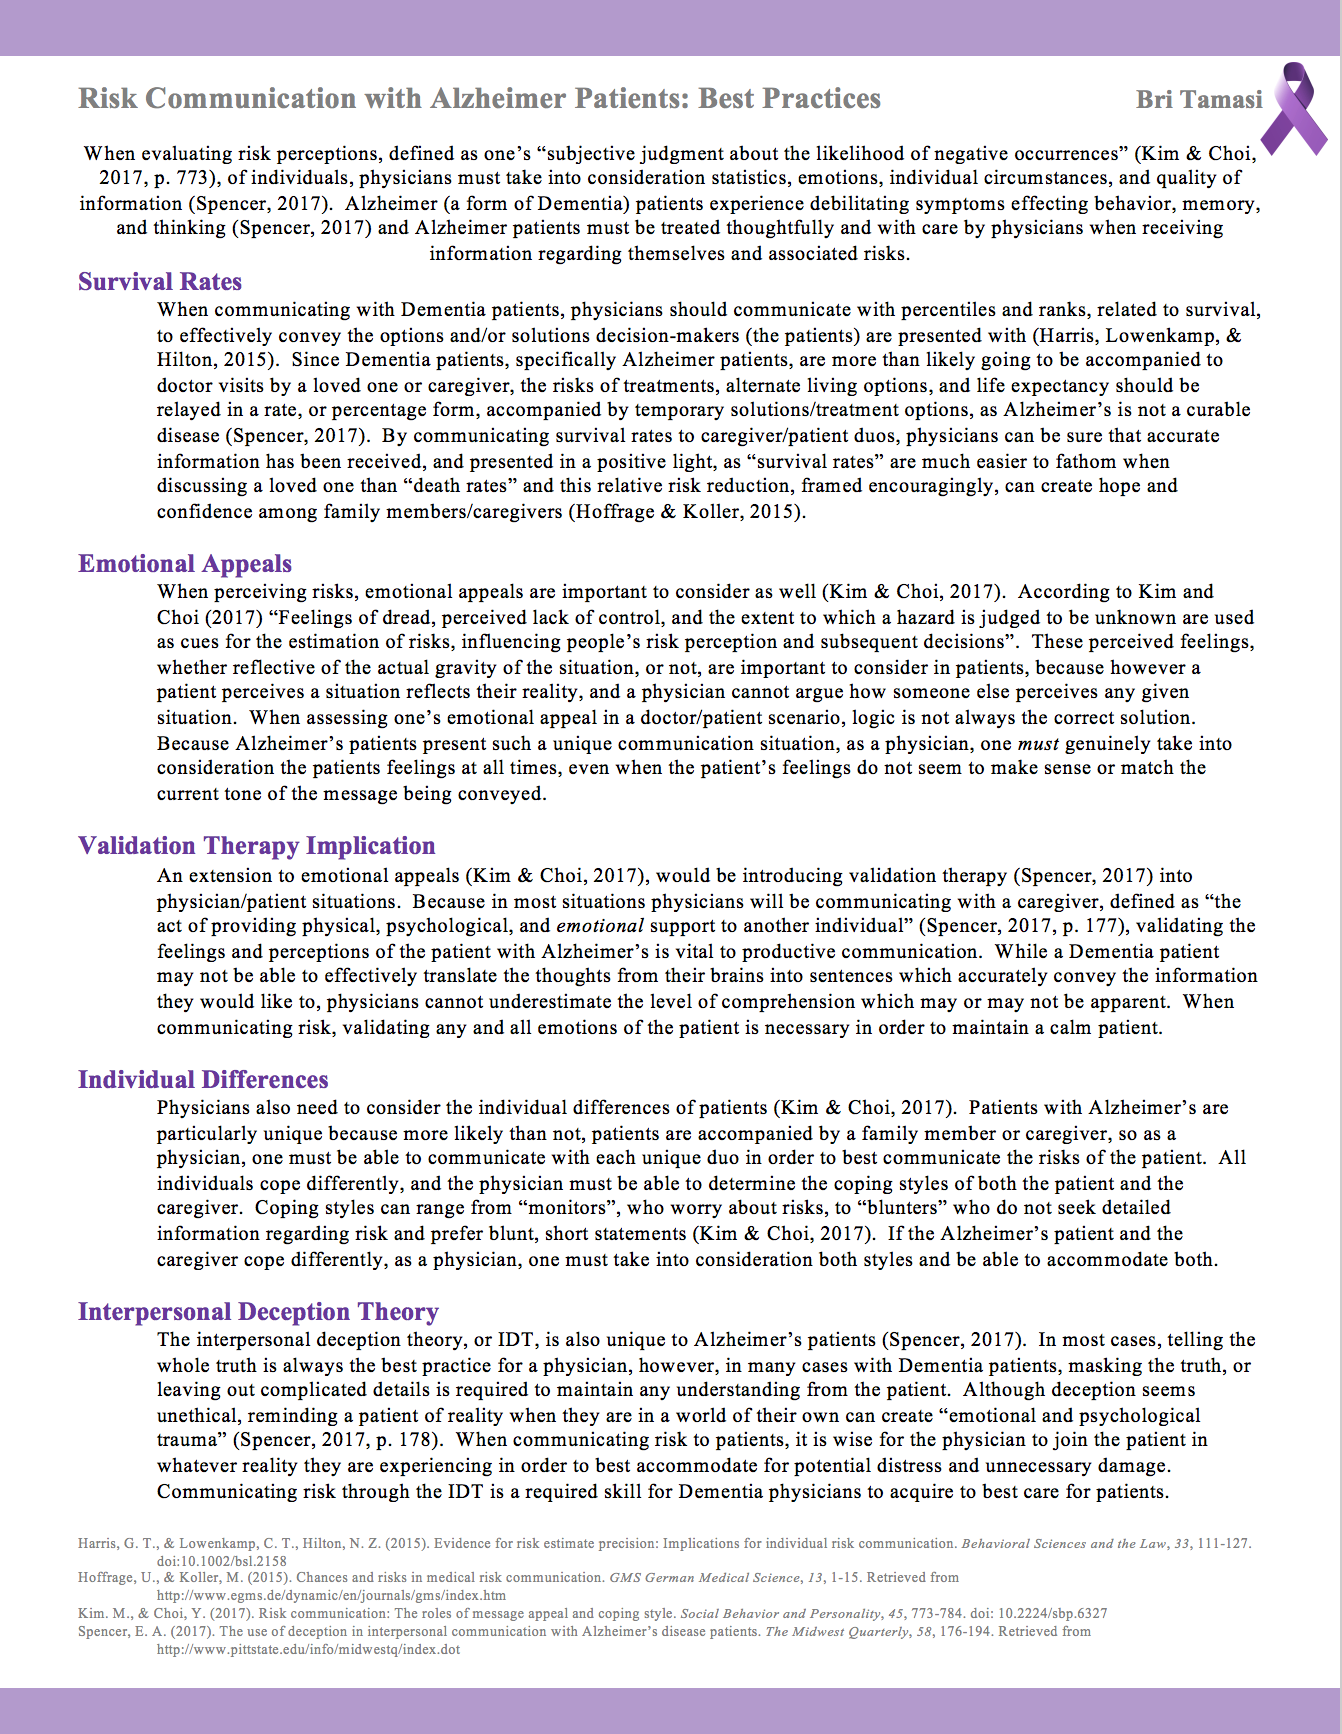 Risk Communication with Alzheimer Patients: Best Practices Bri Tamasi
When evaluating risk perceptions, defined as one’s “subjective judgment about the likelihood of negative occurrences” (Kim & Choi,
2017, p. 773), of individuals, physicians must take into consideration statistics, emotions, individual circumstances, and quality of
information (Spencer, 2017). Alzheimer (a form of Dementia) patients experience debilitating symptoms effecting behavior, memory,
and thinking (Spencer, 2017) and Alzheimer patients must be treated thoughtfully and with care by physicians when receiving
information regarding themselves and associated risks.
Survival Rates
When communicating with Dementia patients, physicians should communicate with percentiles and ranks, related to survival,
to effectively convey the options and/or solutions decision-makers (the patients) are presented with (Harris, Lowenkamp, &
Hilton, 2015). Since Dementia patients, specifically Alzheimer patients, are more than likely going to be accompanied to
doctor visits by a loved one or caregiver, the risks of treatments, alternate living options, and life expectancy should be
relayed in a rate, or percentage form, accompanied by temporary solutions/treatment options, as Alzheimer’s is not a curable
disease (Spencer, 2017). By communicating survival rates to caregiver/patient duos, physicians can be sure that accurate
information has been received, and presented in a positive light, as “survival rates” are much easier to fathom when
discussing a loved one than “death rates” and this relative risk reduction, framed encouragingly, can create hope and
confidence among family members/caregivers (Hoffrage & Koller, 2015).
Emotional Appeals
When perceiving risks, emotional appeals are important to consider as well (Kim & Choi, 2017). According to Kim and
Choi (2017) “Feelings of dread, perceived lack of control, and the extent to which a hazard is judged to be unknown are used
as cues for the estimation of risks, influencing people’s risk perception and subsequent decisions”. These perceived feelings,
whether reflective of the actual gravity of the situation, or not, are important to consider in patients, because however a
patient perceives a situation reflects their reality, and a physician cannot argue how someone else perceives any given
situation. When assessing one’s emotional appeal in a doctor/patient scenario, logic is not always the correct solution.
Because Alzheimer’s patients present such a unique communication situation, as a physician, one must genuinely take into
consideration the patients feelings at all times, even when the patient’s feelings do not seem to make sense or match the
current tone of the message being conveyed.
Validation Therapy Implication
An extension to emotional appeals (Kim & Choi, 2017), would be introducing validation therapy (Spencer, 2017) into
physician/patient situations. Because in most situations physicians will be communicating with a caregiver, defined as “the
act of providing physical, psychological, and emotional support to another individual” (Spencer, 2017, p. 177), validating the
feelings and perceptions of the patient with Alzheimer’s is vital to productive communication. While a Dementia patient
may not be able to effectively translate the thoughts from their brains into sentences which accurately convey the information
they would like to, physicians cannot underestimate the level of comprehension which may or may not be apparent. When
communicating risk, validating any and all emotions of the patient is necessary in order to maintain a calm patient.
Individual Differences
Physicians also need to consider the individual differences of patients (Kim & Choi, 2017). Patients with Alzheimer’s are
particularly unique because more likely than not, patients are accompanied by a family member or caregiver, so as a
physician, one must be able to communicate with each unique duo in order to best communicate the risks of the patient. All
individuals cope differently, and the physician must be able to determine the coping styles of both the patient and the
caregiver. Coping styles can range from “monitors”, who worry about risks, to “blunters” who do not seek detailed
information regarding risk and prefer blunt, short statements (Kim & Choi, 2017). If the Alzheimer’s patient and the
caregiver cope differently, as a physician, one must take into consideration both styles and be able to accommodate both.
Interpersonal Deception Theory
The interpersonal deception theory, or IDT, is also unique to Alzheimer’s patients (Spencer, 2017). In most cases, telling the
whole truth is always the best practice for a physician, however, in many cases with Dementia patients, masking the truth, or
leaving out complicated details is required to maintain any understanding from the patient. Although deception seems
unethical, reminding a patient of reality when they are in a world of their own can create “emotional and psychological
trauma” (Spencer, 2017, p. 178). When communicating risk to patients, it is wise for the physician to join the patient in
whatever reality they are experiencing in order to best accommodate for potential distress and unnecessary damage.
Communicating risk through the IDT is a required skill for Dementia physicians to acquire to best care for patients.
Harris, G. T., & Lowenkamp, C. T., Hilton, N. Z. (2015). Evidence for risk estimate precision: Implications for individual risk communication. Behavioral Sciences and the Law, 33, 111-127.
doi:10.1002/bsl.2158
Hoffrage, U., & Koller, M. (2015). Chances and risks in medical risk communication. GMS German Medical Science, 13, 1-15. Retrieved from
http://www.egms.de/dynamic/en/journals/gms/index.htm
Kim. M., & Choi, Y. (2017). Risk communication: The roles of message appeal and coping style. Social Behavior and Personality, 45, 773-784. doi: 10.2224/sbp.6327
Spencer, E. A. (2017). The use of deception in interpersonal communication with Alzheimer’s disease patients. The Midwest Quarterly, 58, 176-194. Retrieved from
http://www.pittstate.edu/info/midwestq/index.dot